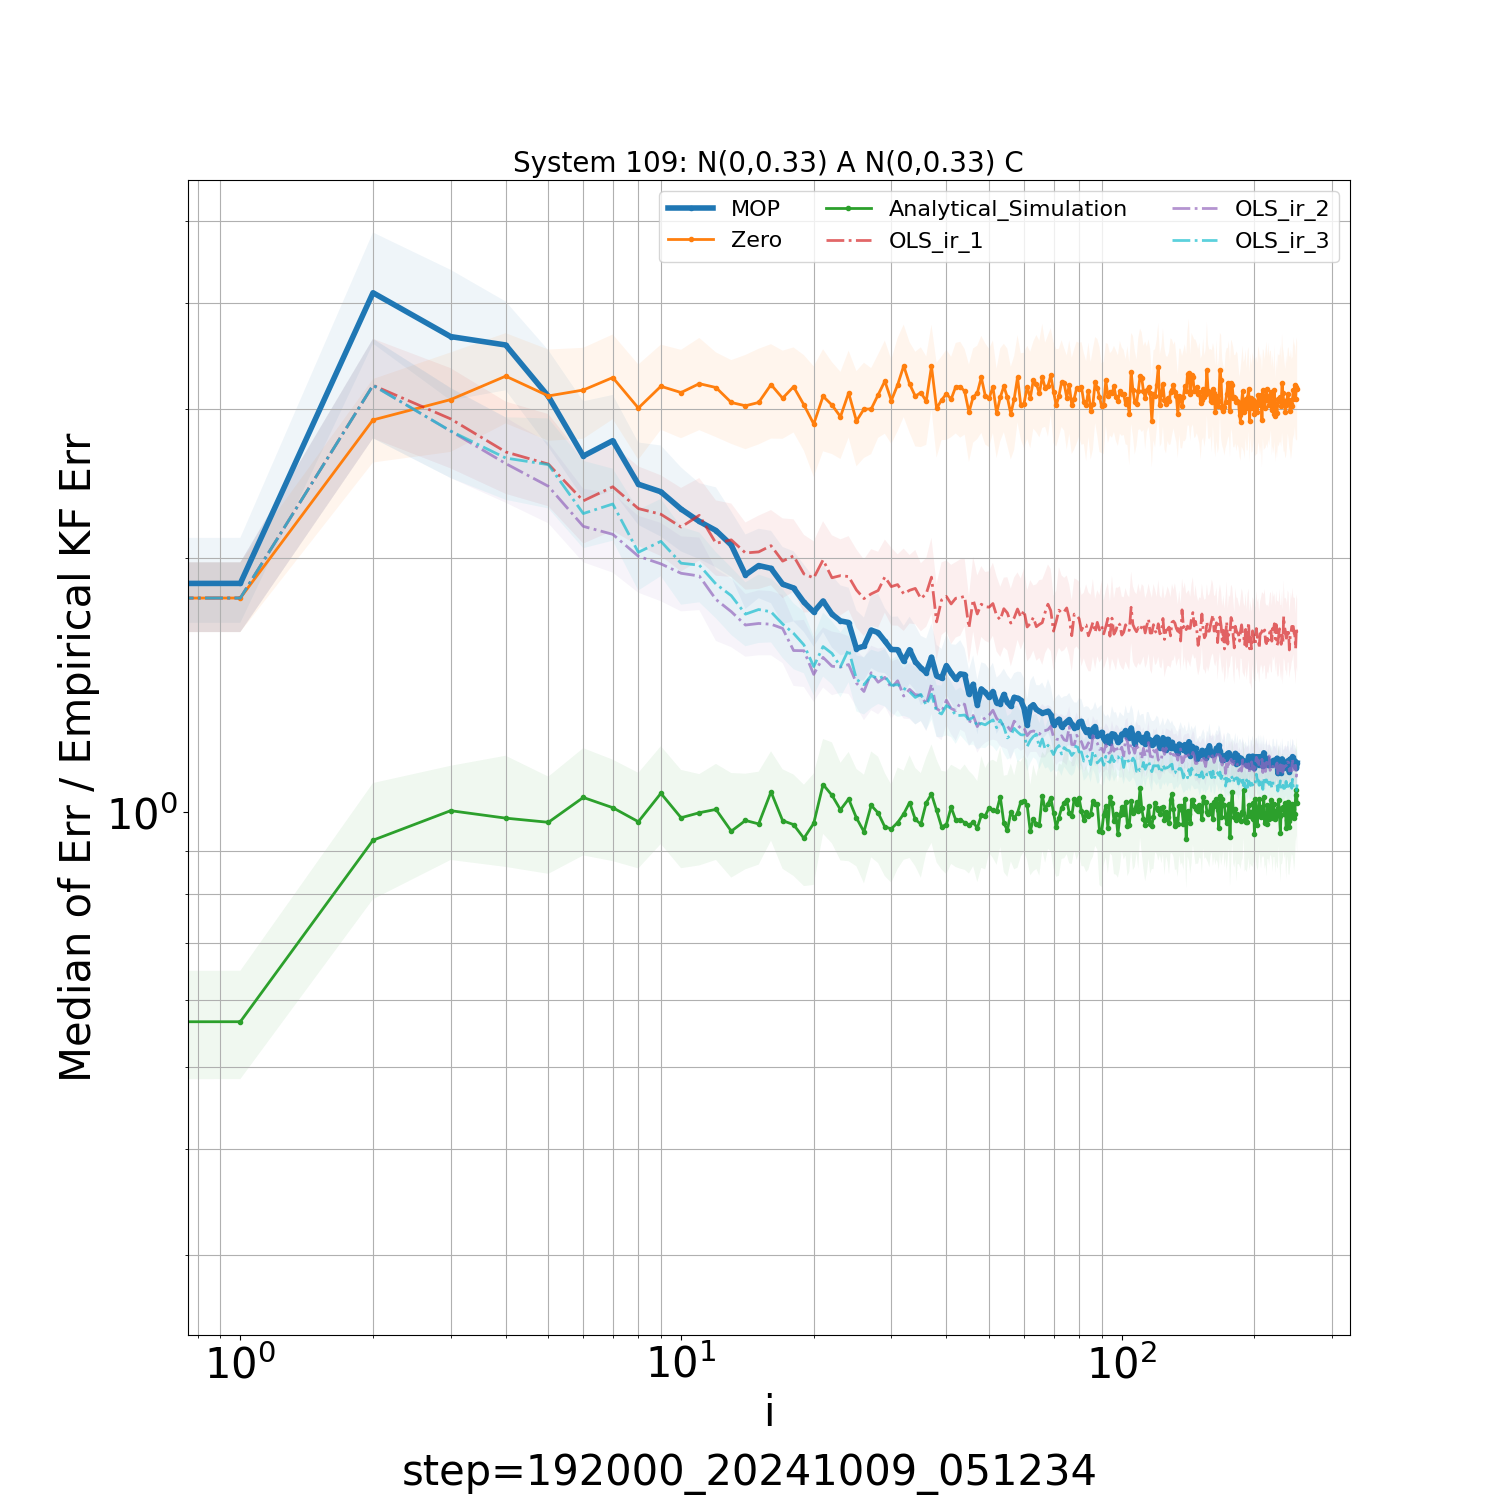 System 109: N(0,0.33) A N(0,0.33) C
MOP
Zero
Analytical_Simulation
OLS_ir_1
OLS_ir_2
OLS_ir_3
Median of Err / Empirical KF Err
10⁰
10⁰ 10¹ 10²
i
step=192000_20241009_051234